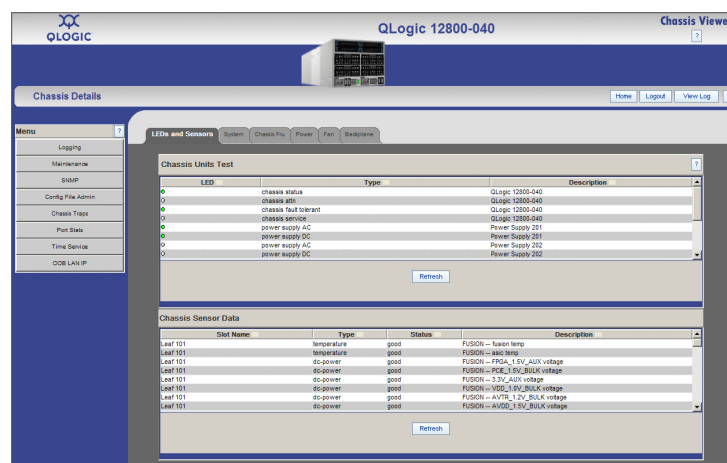 QLOGIC
QLogic 12800-040
Chassis Viewe
?
Chassis Details
Home Logout View Log
Menu ?
Logging
Maintenance
SNMP
Config File Admin
Chassis Traps
Port Stats
Time Service
OOB LAN IP
LEDs and Sensors System Chassis Fru Power Fan Backplane
Chassis Units Test ?
LED Type Description
chassis status QLogic 12800-040
chassis attn QLogic 12800-040
chassis fault tolerant QLogic 12800-040
chassis service QLogic 12800-040
power supply AC Power Supply 201
power supply DC Power Supply 201
power supply AC Power Supply 202
power supply DC Power Supply 202
Refresh
Chassis Sensor Data
Slot Name Type Status Description
Leaf 101 temperature good FUSION -- fusion temp
Leaf 101 temperature good FUSION -- asic temp
Leaf 101 dc-power good FUSION -- FPGA_1.5V_AUX voltage
Leaf 101 dc-power good FUSION -- PCIE_1.5V_BULK voltage
Leaf 101 dc-power good FUSION -- 3.3V_AUX voltage
Leaf 101 dc-power good FUSION -- VDD_1.0V_BULK voltage
Leaf 101 dc-power good FUSION -- AVTR_1.2V_BULK voltage
Leaf 101 dc-power good FUSION -- AVDD_1.5V_BULK voltage
Refresh